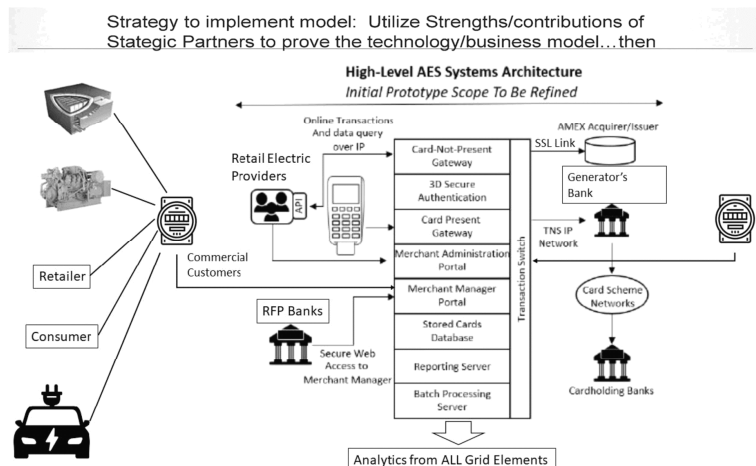 Strategy to implement model:  Utilize Strengths/contributions of
Stategic Partners to prove the technology/business model…then
High-Level AES Systems Architecture
Initial Prototype Scope To Be Refined
Online Transactions
And data query
over IP
Retail Electric
Providers
API
Card-Not-Present
Gateway
3D Secure
Authentication
Card Present
Gateway
Merchant Administration
Portal
Merchant Manager
Portal
Stored Cards
Database
Reporting Server
Batch Processing
Server
Transaction Switch
SSL Link
AMEX Acquirer/Issuer
Generator's
Bank
TNS IP
Network
Card Scheme
Networks
Cardholding Banks
Commercial
Customers
Retailer
Consumer
RFP Banks
Secure Web
Access to
Merchant Manager
Analytics from ALL Grid Elements